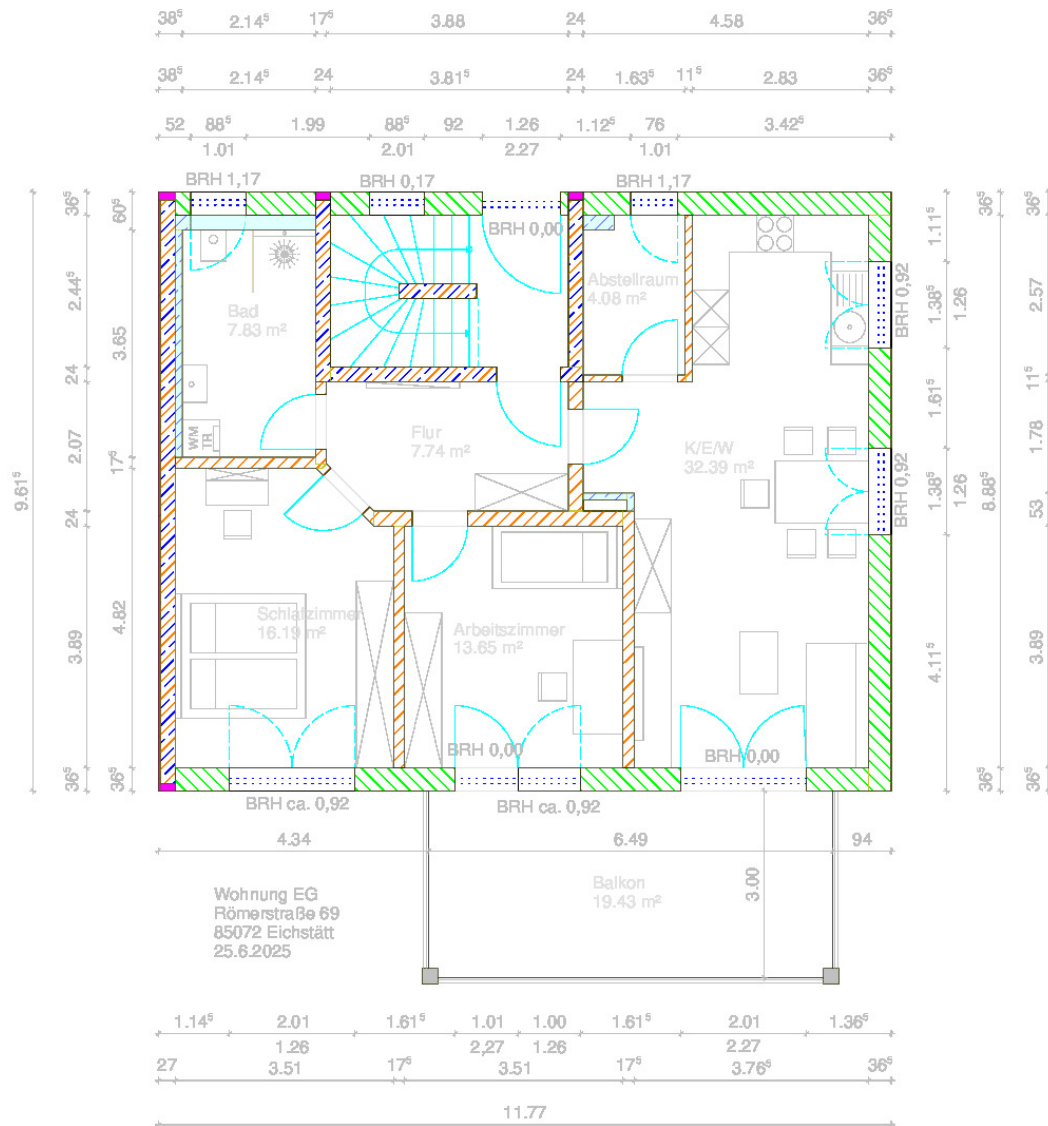 38⁵ 2.14⁵ 17⁵ 3.88 24 4.58 36⁵
38⁵ 2.14⁵ 24 3.81⁵ 24 1.63⁵ 11⁵ 2.83 36⁵
52 88⁵ 1.99 88⁵ 92 1.26 1.12⁵ 76 3.42⁵
1.01 2.01 2.27 1.01
BRH 1,17 BRH 0,17 BRH 1,17
BRH 0,00
9.61⁵
36⁵ 2.44⁵ 24 2.07 24 3.89 36⁵
60⁵ 3.65 17⁵ 4.82 36⁵
Bad
7.83 m²
Abstellraum
4.08 m²
WM
TR
Flur
7.74 m²
K/E/W
32.39 m²
BRH 0,92
BRH 0,92
Schlafzimmer
16.19 m²
Arbeitszimmer
13.65 m²
1.11⁵ 1.38⁵ 1.61⁵ 1.38⁵ 4.11⁵
1.26 1.26
36⁵ 8.88⁵ 36⁵
36⁵ 2.57 11⁵ 1.78 53 3.89 36⁵
BRH 0,00
BRH 0,00
BRH ca. 0,92
BRH ca. 0,92
4.34 6.49 94
3.00
Balkon
19.43 m²
Wohnung EG
Römerstraße 69
85072 Eichstätt
25.6.2025
1.14⁵ 2.01 1.61⁵ 1.01 1.00 1.61⁵ 2.01 1.36⁵
1.26 2,27 1.26 2.27
27 3.51 17⁵ 3.51 17⁵ 3.76⁵ 36⁵
11.77